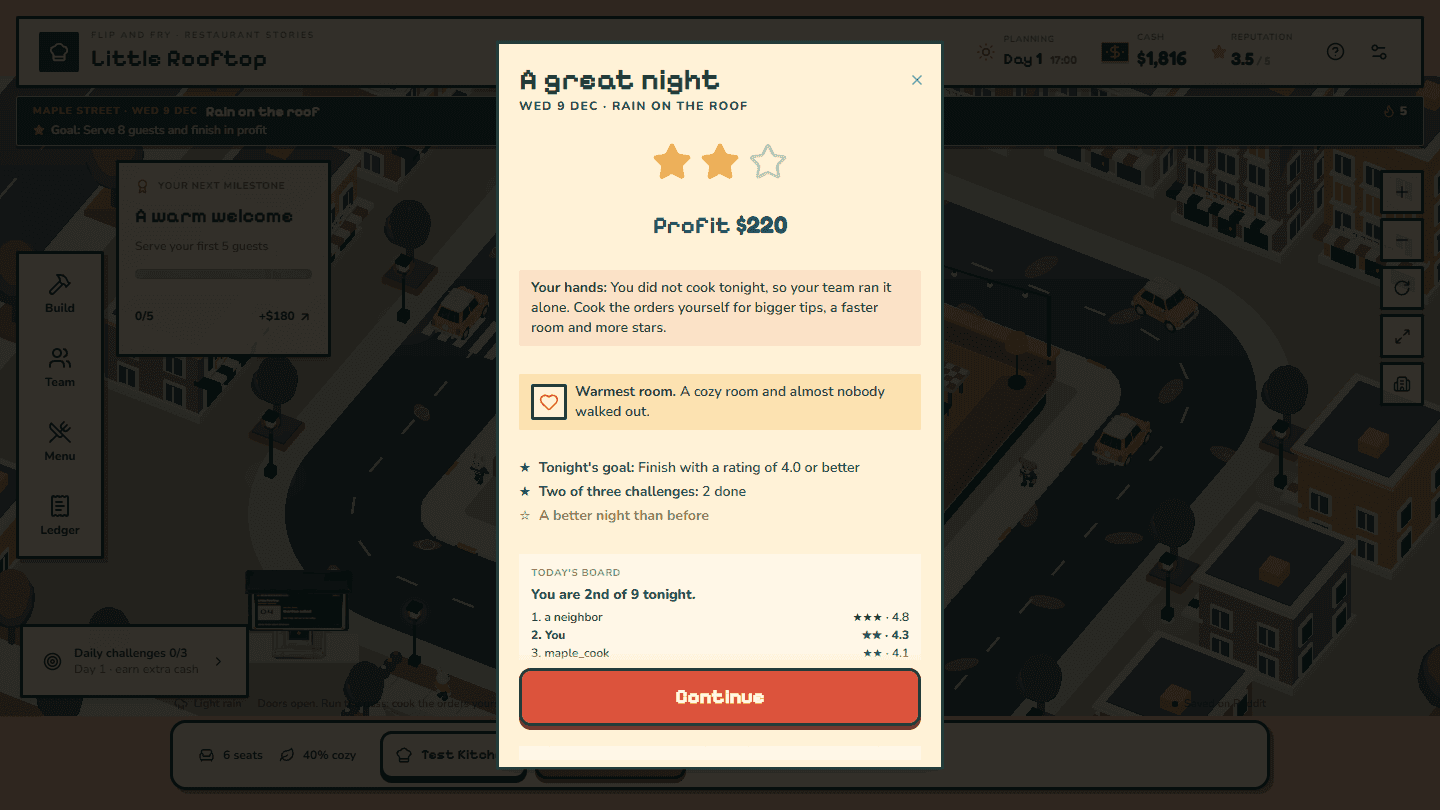 FLIP AND FRY · RESTAURANT STORIES
Little Rooftop
PLANNING
Day 1 17:00
CASH
$1,816
REPUTATION
3.5 / 5
MAPLE STREET · WED 9 DEC Rain on the roof
Goal: Serve 8 guests and finish in profit
5
YOUR NEXT MILESTONE
A warm welcome
Serve your first 5 guests
0/5 +$180
Build
Team
Menu
Ledger
Daily challenges 0/3
Day 1 · earn extra cash
Light rain
Doors open.
6 seats 40% cozy
A great night
WED 9 DEC · RAIN ON THE ROOF
Profit $220
Your hands: You did not cook tonight, so your team ran it
alone. Cook the orders yourself for bigger tips, a faster
room and more stars.
Warmest room. A cozy room and almost nobody
walked out.
★ Tonight's goal: Finish with a rating of 4.0 or better
★ Two of three challenges: 2 done
☆ A better night than before
TODAY'S BOARD
You are 2nd of 9 tonight.
1. a neighbor ★★★ · 4.8
2. You ★★ · 4.3
3. maple_cook ★★ · 4.1
Continue